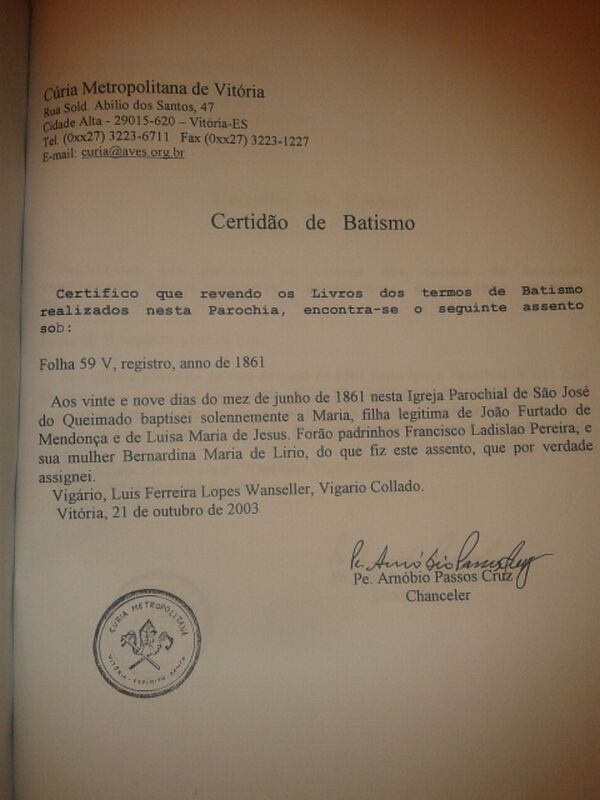 Cúria Metropolitana de Vitória
Rua Sold. Abílio dos Santos, 47
Cidade Alta - 29015-620 – Vitória-ES
Tel. (0xx27) 3223-6711 Fax (0xx27) 3223-1227
E-mail: curia@aves.org.br
Certidão de Batismo
Certifico que revendo os Livros dos termos de Batismo
realizados nesta Parochia, encontra-se o seguinte assento
sob:
Folha 59 V, registro, anno de 1861
Aos vinte e nove dias do mez de junho de 1861 nesta Igreja Parochial de São José
do Queimado baptisei solennemente a Maria, filha legitima de João Furtado de
Mendonça e de Luisa Maria de Jesus. Forão padrinhos Francisco Ladislao Pereira, e
sua mulher Bernardina Maria de Lirio, do que fiz este assento, que por verdade
assignei.
Vigário, Luis Ferreira Lopes Wanseller, Vigario Collado.
Vitória, 21 de outubro de 2003
Pe. Arnóbio Passos Cruz
Pe. Arnóbio Passos Cruz
Chanceler
CÚRIA METROPOLITANA
VITÓRIA - ESPÍRITO SANTO